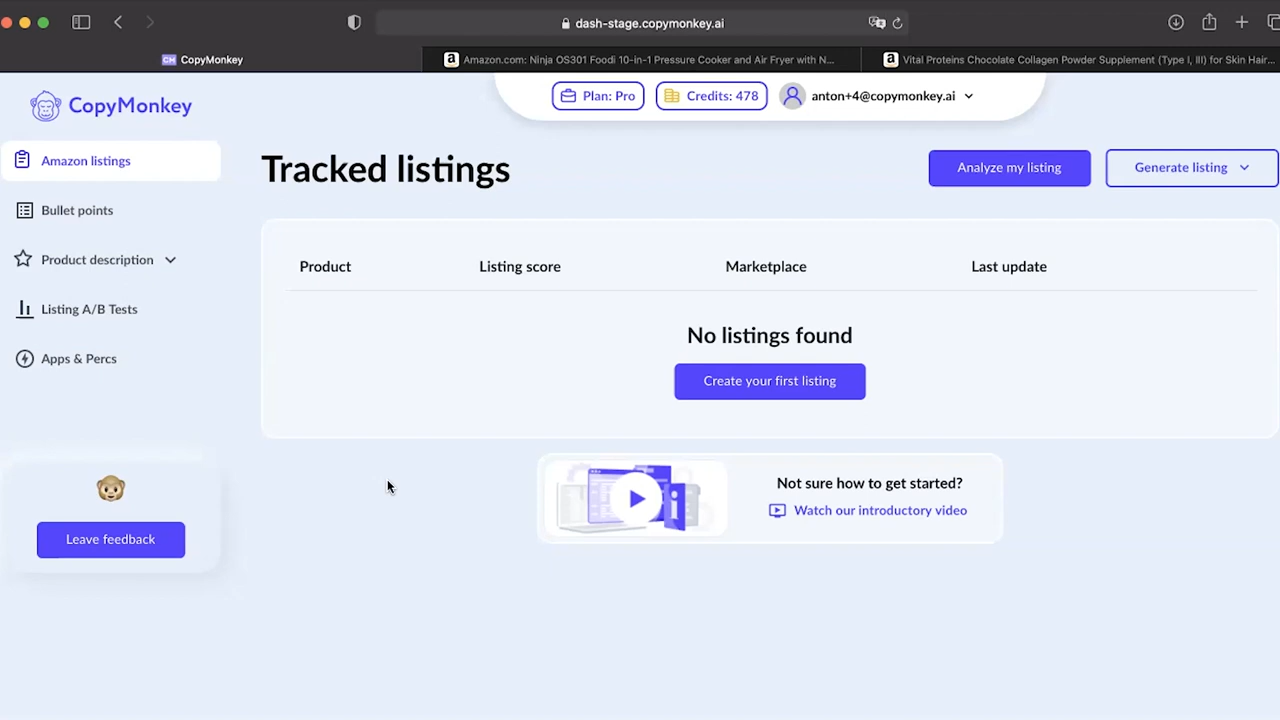 dash-stage.copymonkey.ai
CM CopyMonkey
a Amazon.com: Ninja OS301 Foodi 10-in-1 Pressure Cooker and Air Fryer with N...
a Vital Proteins Chocolate Collagen Powder Supplement (Type I, III) for Skin Hair...
CopyMonkey
Plan: Pro
Credits: 478
anton+4@copymonkey.ai
Amazon listings
Bullet points
Product description
Listing A/B Tests
Apps & Percs
Leave feedback
Tracked listings
Analyze my listing
Generate listing
Product Listing score Marketplace Last update
No listings found
Create your first listing
Not sure how to get started?
Watch our introductory video